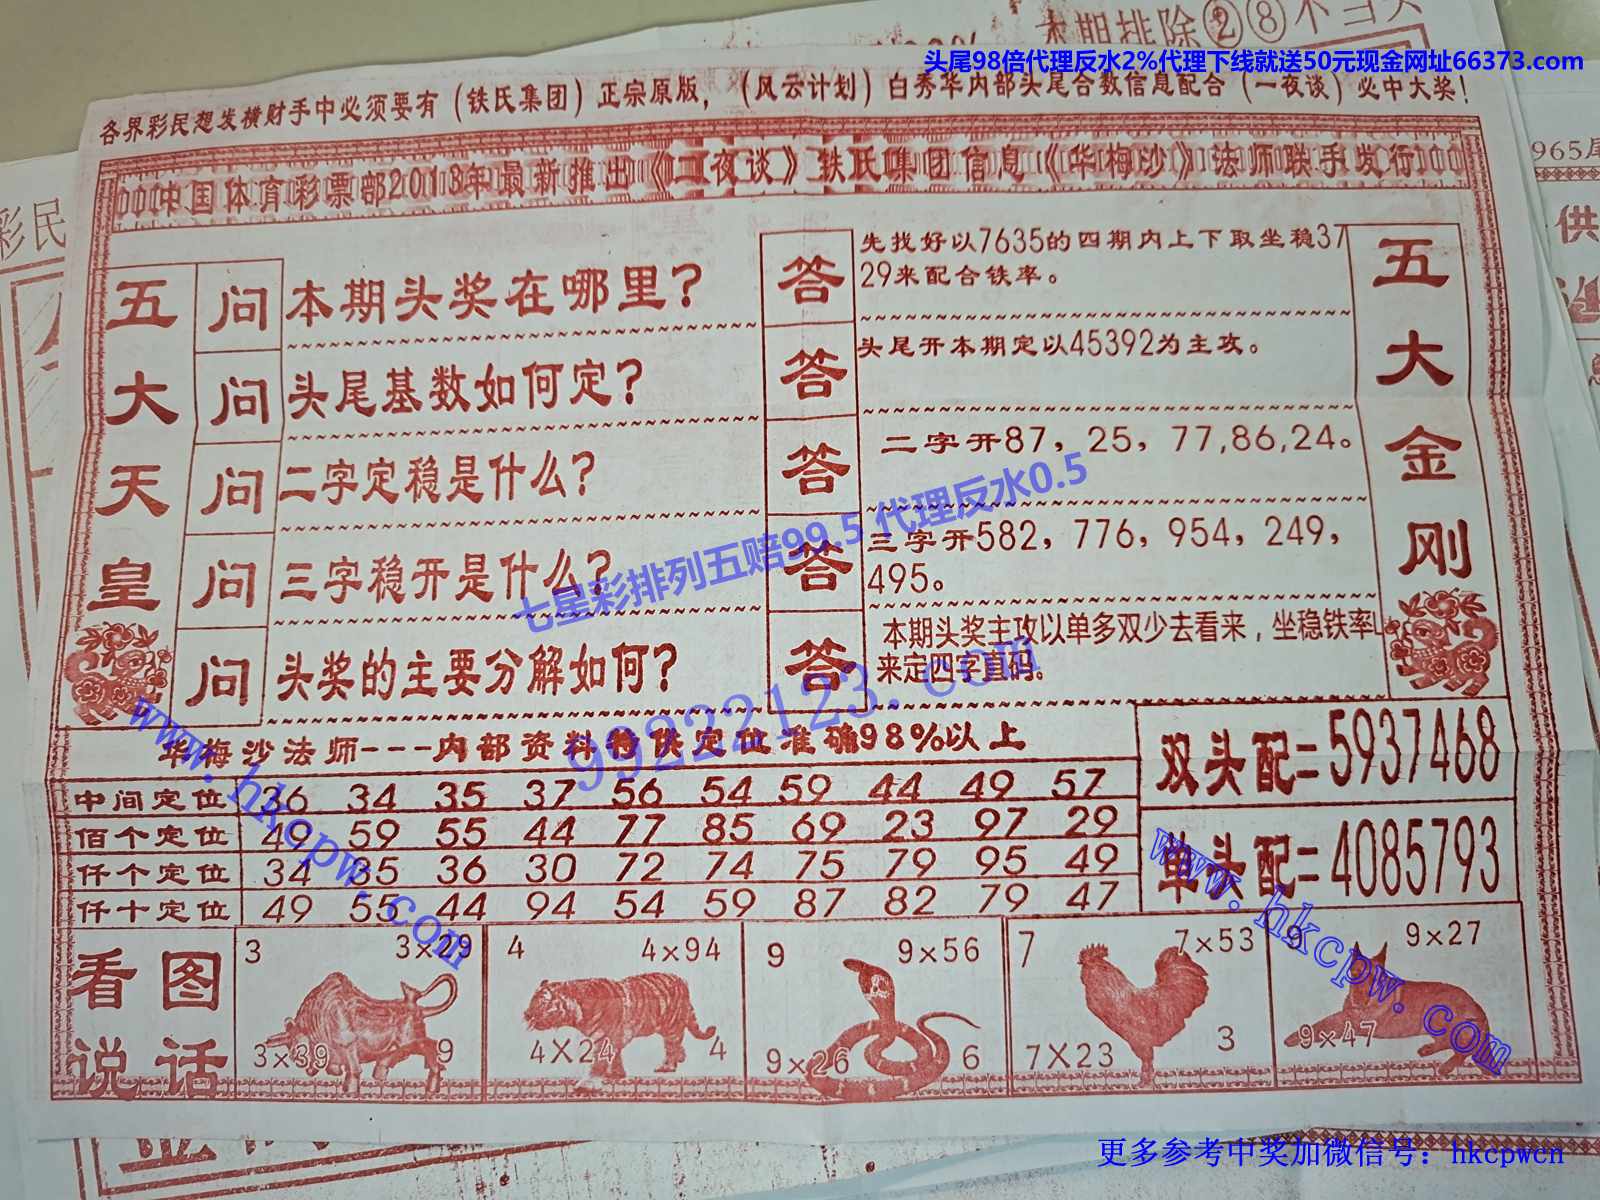 本期排除②⑧不当头
头尾98倍代理反水2%代理下线就送50元现金网址66373.com
各界彩民想发横财手中必须要有（铁氏集团）正宗原版，（风云计划）白秀华内部头尾合数信息配合（一夜谈）必中大奖！
中国体育彩票部2013年最新推出《二夜谈》铁氏集团信息《华梅沙》法师联手发行
965尾
彩民
供
五大天皇
问 本期头奖在哪里？
答 先找好以7635的四期内上下取坐稳37
29来配合铁率。
问 头尾基数如何定？
答 头尾开本期定以45392为主攻。
问 二字定稳是什么？
答 二字开87，25，77,86,24。
问 三字稳开是什么？
答 三字开582，776，954，249，
495。
问 头奖的主要分解如何？
答 本期头奖主攻以单多双少去看来，坐稳铁率
来定四字直码。
五大金刚
七星彩排列五赔99.5 代理反水0.5
99922123.com
www.hkcpw.com
华梅沙法师---内部资料特供定位准确98%以上
中间定位 36 34 35 37 56 54 59 44 49 57
佰个定位 49 59 55 44 77 85 69 23 97 29
仟个定位 34 35 36 30 72 74 75 79 95 49
仟十定位 49 55 44 94 54 59 87 82 79 47
双头配=5937468
单头配=4085793
www.hkcpw.com
看图
说话
3 3×29
3×39 9
4 4×94
4×24 4
9 9×56
9×26 6
7 7×53
7×23 3
9 9×27
9×47
更多参考中奖加微信号：hkcpwcn